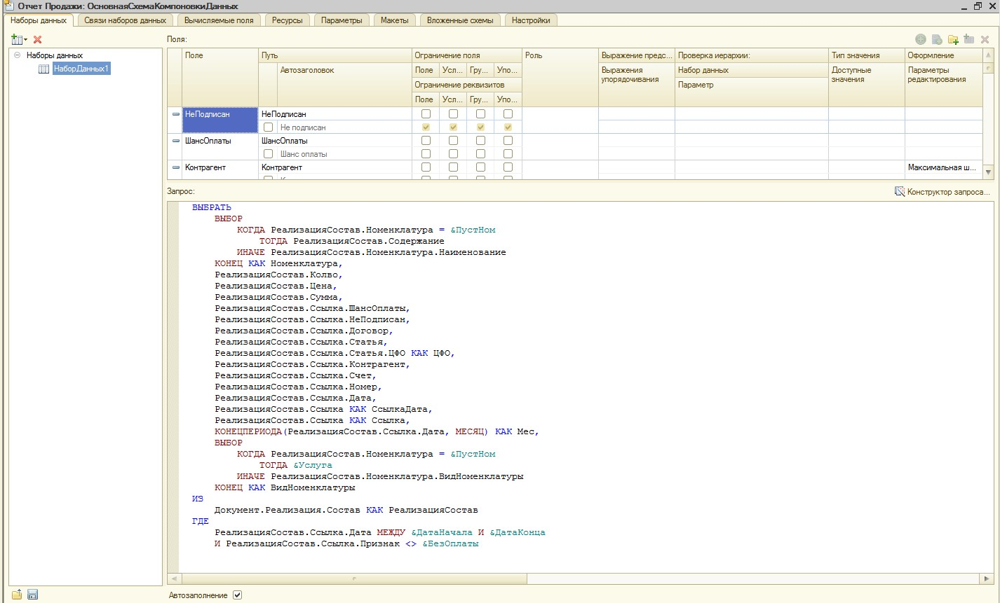 Отчет Продажи: ОсновнаяСхемаКомпоновкиДанных
Наборы данных
Связи наборов данных
Вычисляемые поля
Ресурсы
Параметры
Макеты
Вложенные схемы
Настройки
Наборы данных
НаборДанных1
Поля:
Поле Путь Ограничение поля Роль Выражение предс... Проверка иерархии: Тип значения Оформление
Автозаголовок Поле Усл... Гру... Упо... Выражения упорядочивания Набор данных Доступные значения Параметры редактирования
Ограничение реквизитов Параметр
Поле Усл... Гру... Упо...
НеПодписан НеПодписан
Не подписан
ШансОплаты ШансОплаты
Шанс оплаты
Контрагент Контрагент Максимальная ш...
Запрос:
Конструктор запроса...
ВЫБРАТЬ
ВЫБОР
КОГДА РеализацияСостав.Номенклатура = &ПустНом
ТОГДА РеализацияСостав.Содержание
ИНАЧЕ РеализацияСостав.Номенклатура.Наименование
КОНЕЦ КАК Номенклатура,
РеализацияСостав.Колво,
РеализацияСостав.Цена,
РеализацияСостав.Сумма,
РеализацияСостав.Ссылка.ШансОплаты,
РеализацияСостав.Ссылка.НеПодписан,
РеализацияСостав.Ссылка.Договор,
РеализацияСостав.Ссылка.Статья,
РеализацияСостав.Ссылка.Статья.ЦФО КАК ЦФО,
РеализацияСостав.Ссылка.Контрагент,
РеализацияСостав.Ссылка.Счет,
РеализацияСостав.Ссылка.Номер,
РеализацияСостав.Ссылка.Дата,
РеализацияСостав.Ссылка КАК СсылкаДата,
РеализацияСостав.Ссылка КАК Ссылка,
КОНЕЦПЕРИОДА(РеализацияСостав.Ссылка.Дата, МЕСЯЦ) КАК Мес,
ВЫБОР
КОГДА РеализацияСостав.Номенклатура = &ПустНом
ТОГДА &Услуга
ИНАЧЕ РеализацияСостав.Номенклатура.ВидНоменклатуры
КОНЕЦ КАК ВидНоменклатуры
ИЗ
Документ.Реализация.Состав КАК РеализацияСостав
ГДЕ
РеализацияСостав.Ссылка.Дата МЕЖДУ &ДатаНачала И &ДатаКонца
И РеализацияСостав.Ссылка.Признак <> &БезОплаты
Автозаполнение